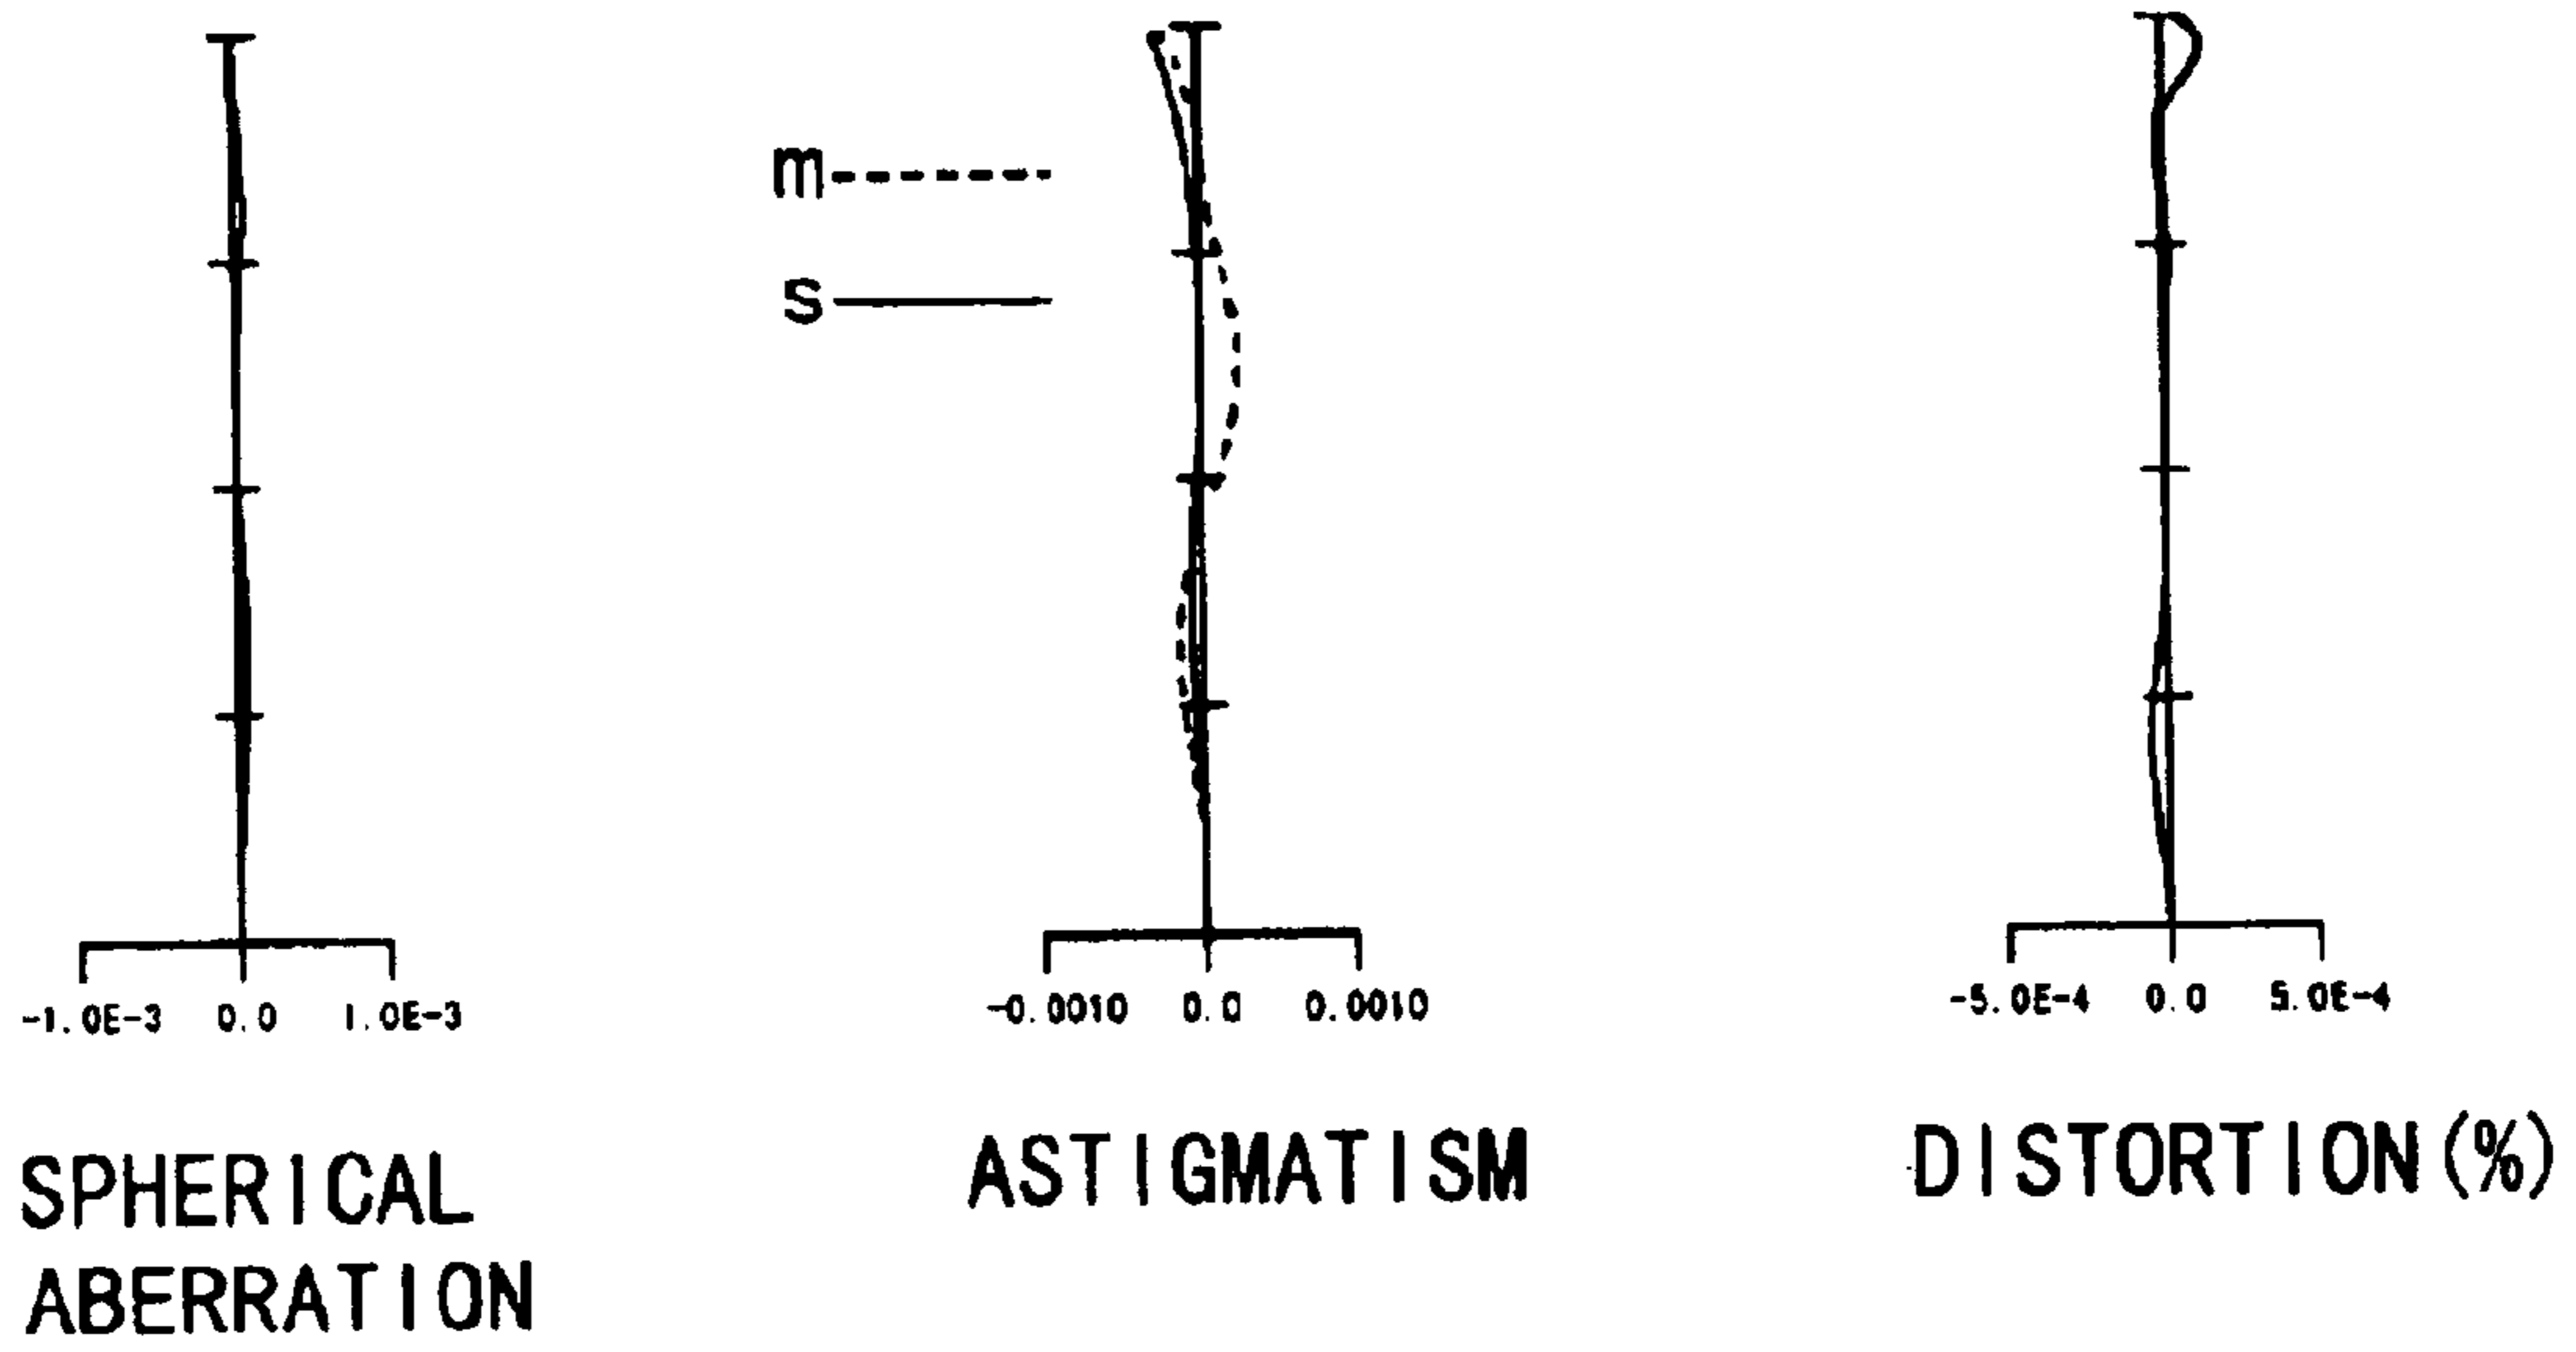 m
s
-1.0E-3 0.0 1.0E-3
-0.0010 0.0 0.0010
-5.0E-4 0.0 5.0E-4
SPHERICAL
ABERRATION
ASTIGMATISM
DISTORTION(%)